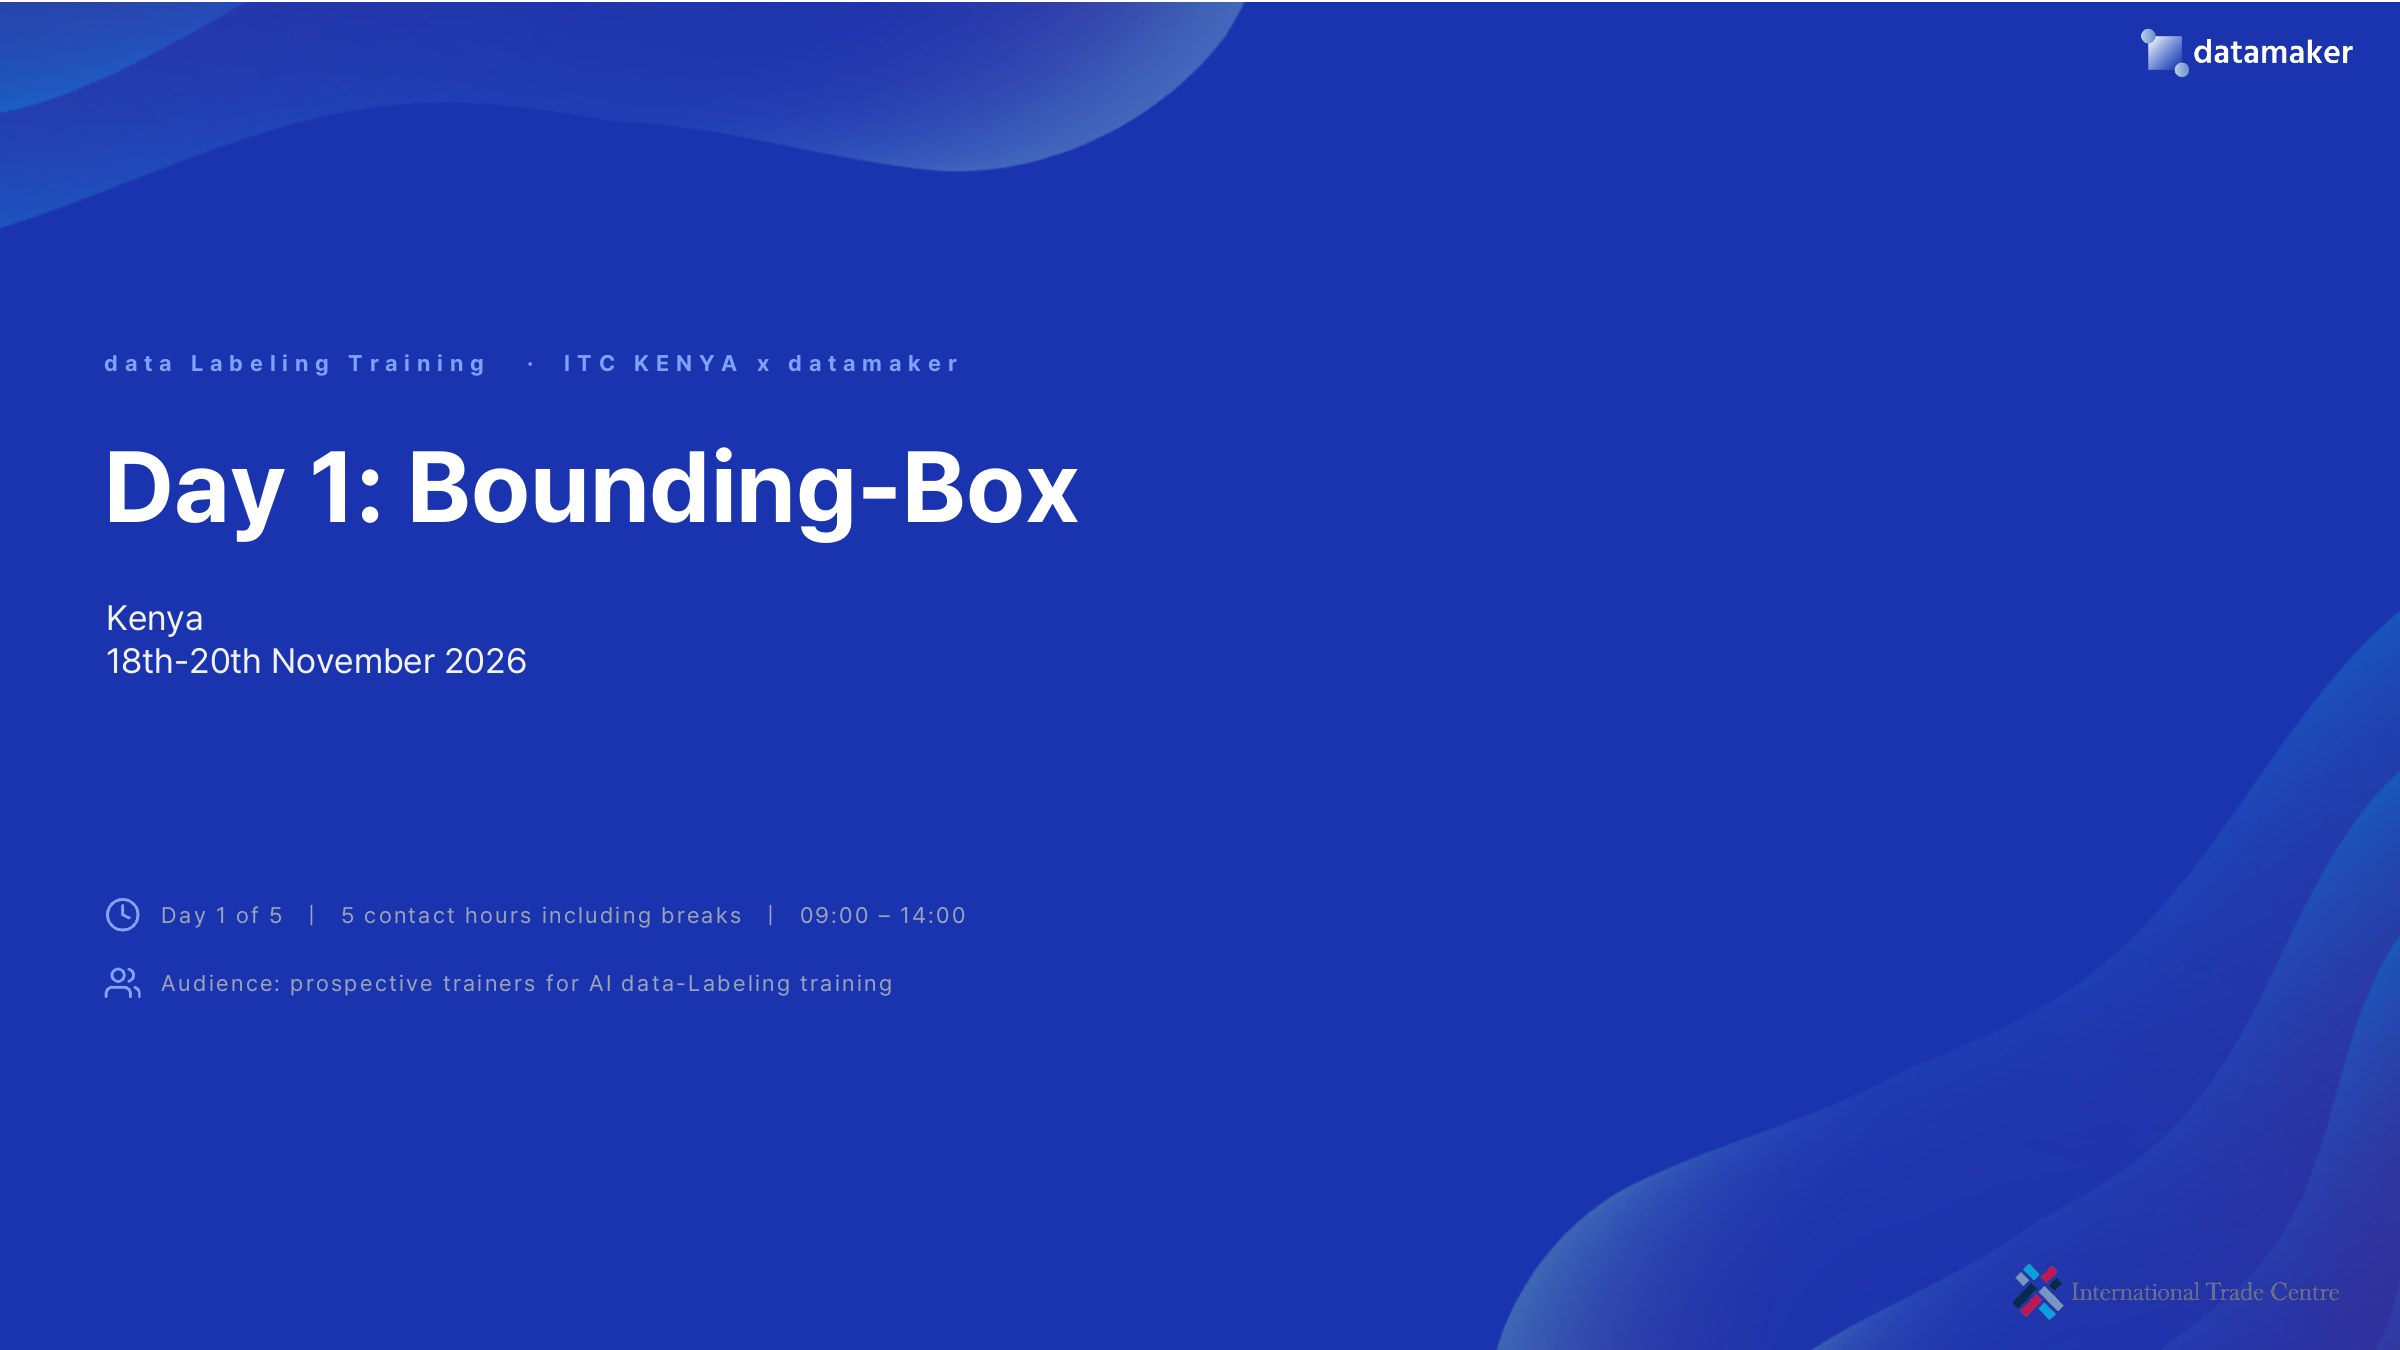 datamaker
data Labeling Training · ITC KENYA x datamaker
Day 1: Bounding-Box
Kenya
18th-20th November 2026
Day 1 of 5 | 5 contact hours including breaks | 09:00 – 14:00
Audience: prospective trainers for AI data-Labeling training
International Trade Centre